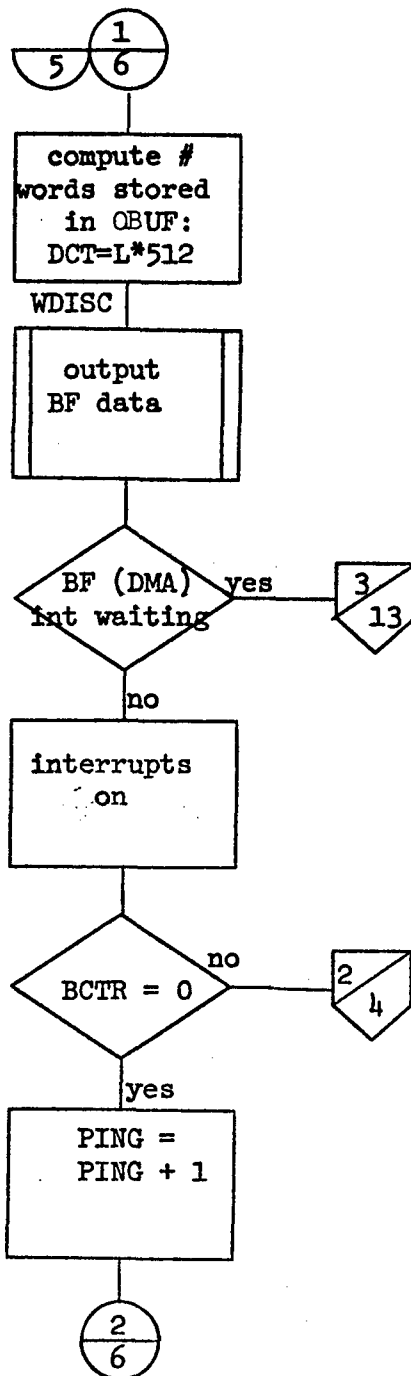 1
5 6
compute #
words stored
in OBUF:
DCT=L*512
WDISC
output
BF data
BF (DMA) yes
int waiting
3
13
no
interrupts
on
no
BCTR = 0
2
4
yes
PING =
PING + 1
2
6